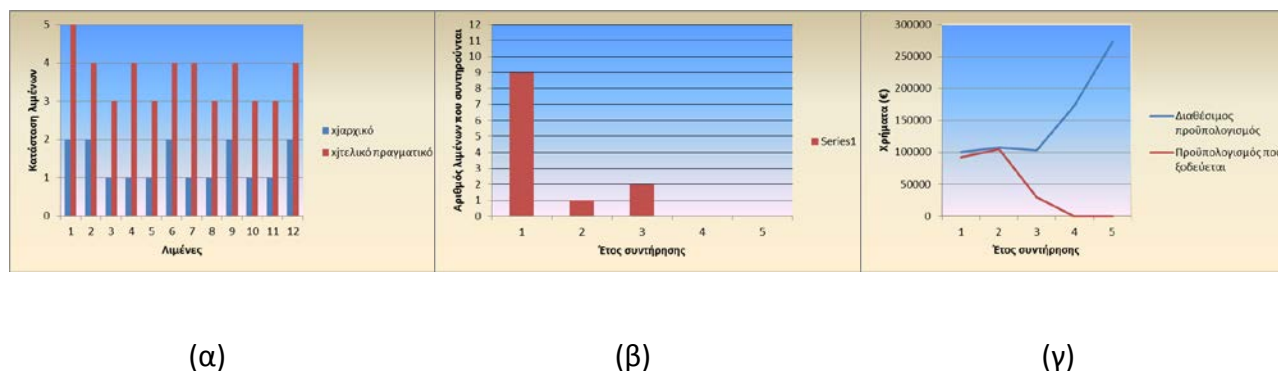 Κατάσταση λιμένων
5
4
3
2
1
0
1 2 3 4 5 6 7 8 9 10 11 12
Λιμένες
xjαρχικό
xjτελικό πραγματικό
Αριθμός λιμένων που συντηρούνται
12
11
10
9
8
7
6
5
4
3
2
1
0
1 2 3 4 5
Έτος συντήρησης
Series1
Χρήματα (€)
300000
250000
200000
150000
100000
50000
0
1 2 3 4 5
Έτος συντήρησης
Διαθέσιμος
προϋπολογισμός
Προϋπολογισμός που
ξοδεύεται
(α) (β) (γ)